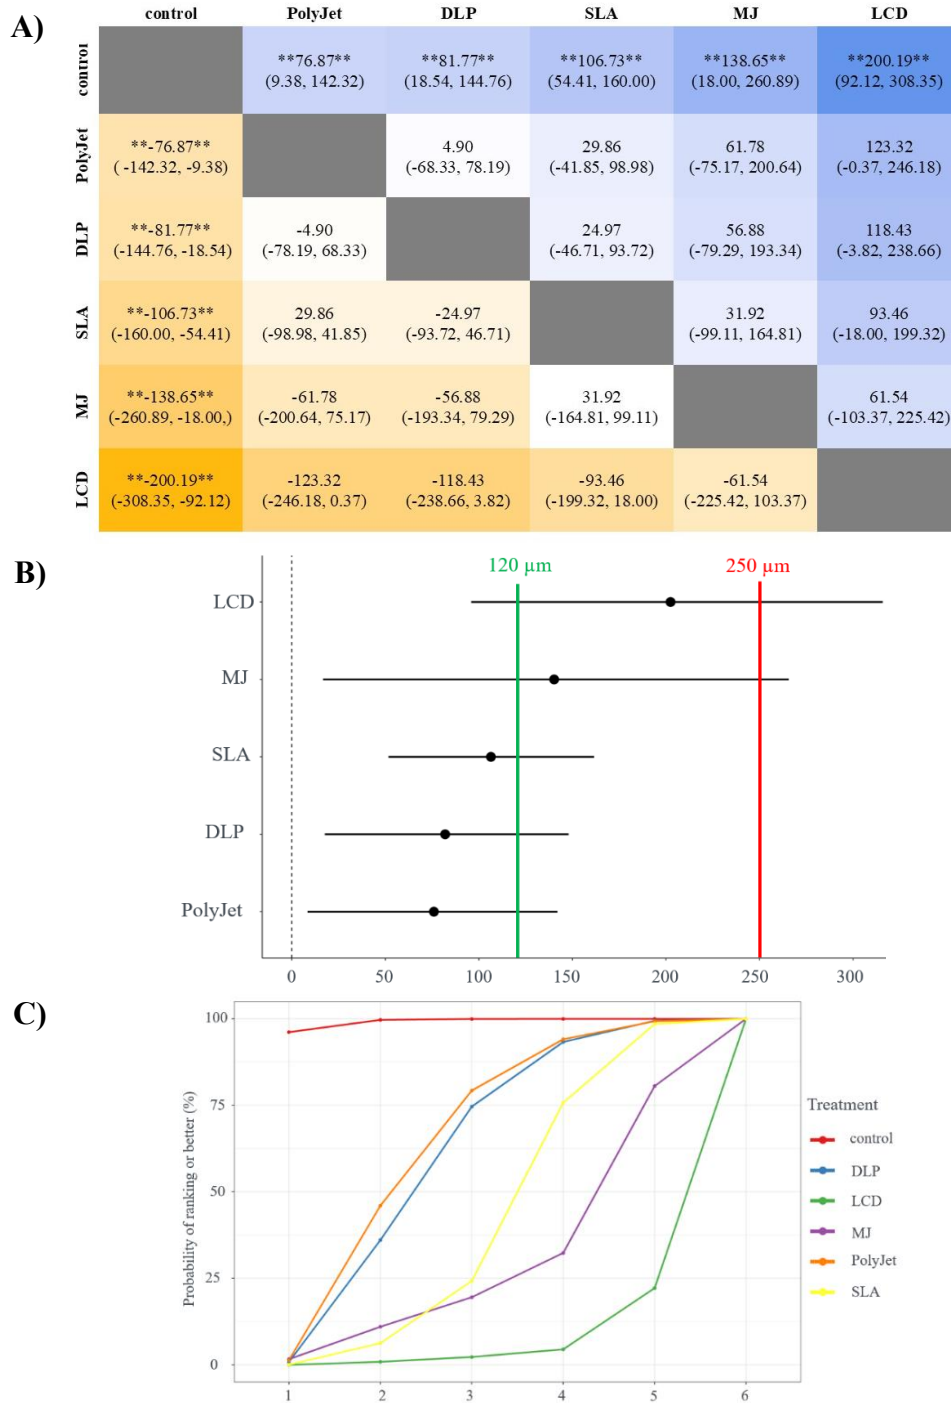 A)
control PolyJet DLP SLA MJ LCD
control
**76.87** **81.77** **106.73** **138.65** **200.19**
(9.38, 142.32) (18.54, 144.76) (54.41, 160.00) (18.00, 260.89) (92.12, 308.35)
PolyJet
**-76.87** 4.90 29.86 61.78 123.32
( -142.32, -9.38) (-68.33, 78.19) (-41.85, 98.98) (-75.17, 200.64) (-0.37, 246.18)
DLP
**-81.77** -4.90 24.97 56.88 118.43
(-144.76, -18.54) (-78.19, 68.33) (-46.71, 93.72) (-79.29, 193.34) (-3.82, 238.66)
SLA
**-106.73** 29.86 -24.97 31.92 93.46
(-160.00, -54.41) (-98.98, 41.85) (-93.72, 46.71) (-99.11, 164.81) (-18.00, 199.32)
MJ
**-138.65** -61.78 -56.88 31.92 61.54
(-260.89, -18.00,) (-200.64, 75.17) (-193.34, 79.29) (-164.81, 99.11) (-103.37, 225.42)
LCD
**-200.19** -123.32 -118.43 -93.46 -61.54
(-308.35, -92.12) (-246.18, 0.37) (-238.66, 3.82) (-199.32, 18.00) (-225.42, 103.37)
B)
120 µm 250 µm
LCD
MJ
SLA
DLP
PolyJet
0 50 100 150 200 250 300
C)
Probability of ranking or better (%)
100
75
50
25
0
1 2 3 4 5 6
Treatment
control
DLP
LCD
MJ
PolyJet
SLA